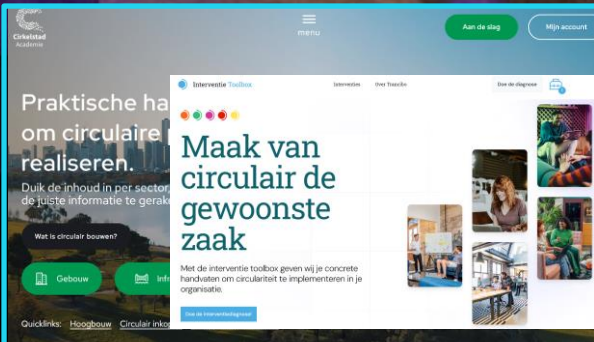 Cirkelstad
Academie
menu
Aan de slag
Mijn account
Praktische ha
om circulaire
realiseren.
Duik de inhoud in per sector,
de juiste informatie te gerak
Wat is circulair bouwen?
Gebouw
Infr
Quicklinks: Hoogbouw Circulair inkop
Interventie Toolbox
Interventies
Over Transitie
Doe de diagnose
Maak van
circulair de
gewoonste
zaak
Met de interventie toolbox geven wij je concrete
handvaten om circulariteit te implementeren in je
organisatie.
Doe de interventiediagnose!